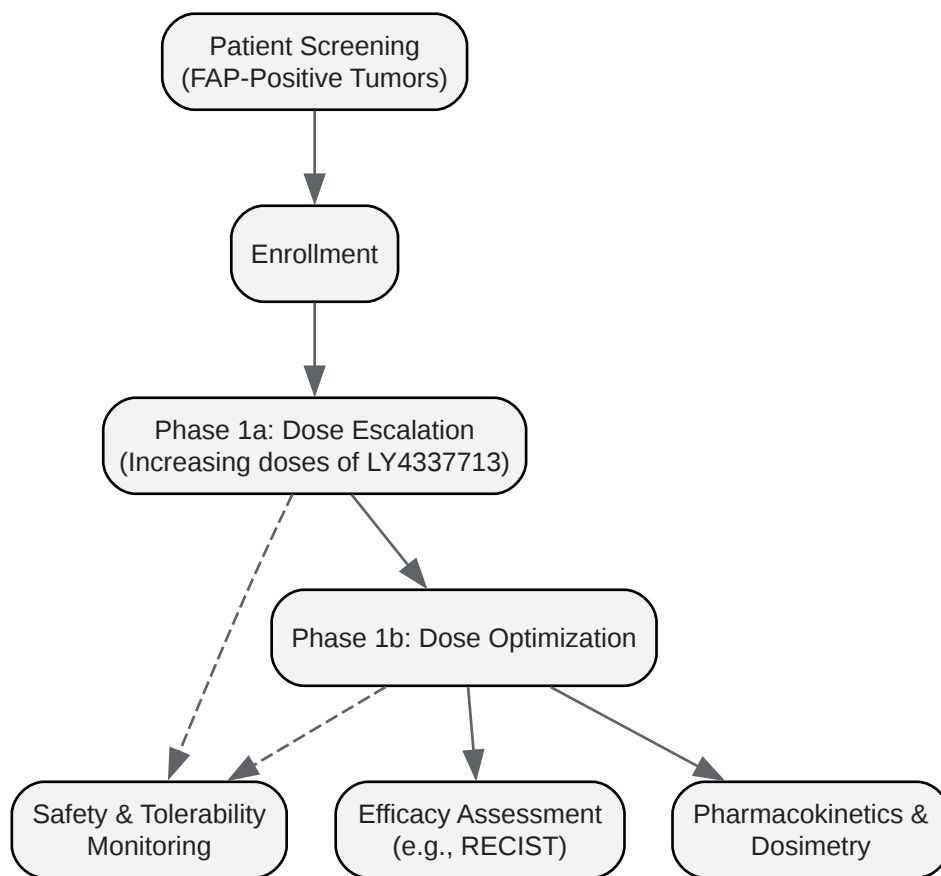 Patient Screening
(FAP-Positive Tumors)
Enrollment
Phase 1a: Dose Escalation
(Increasing doses of LY4337713)
Phase 1b: Dose Optimization
Safety & Tolerability
Monitoring
Efficacy Assessment
(e.g., RECIST)
Pharmacokinetics &
Dosimetry